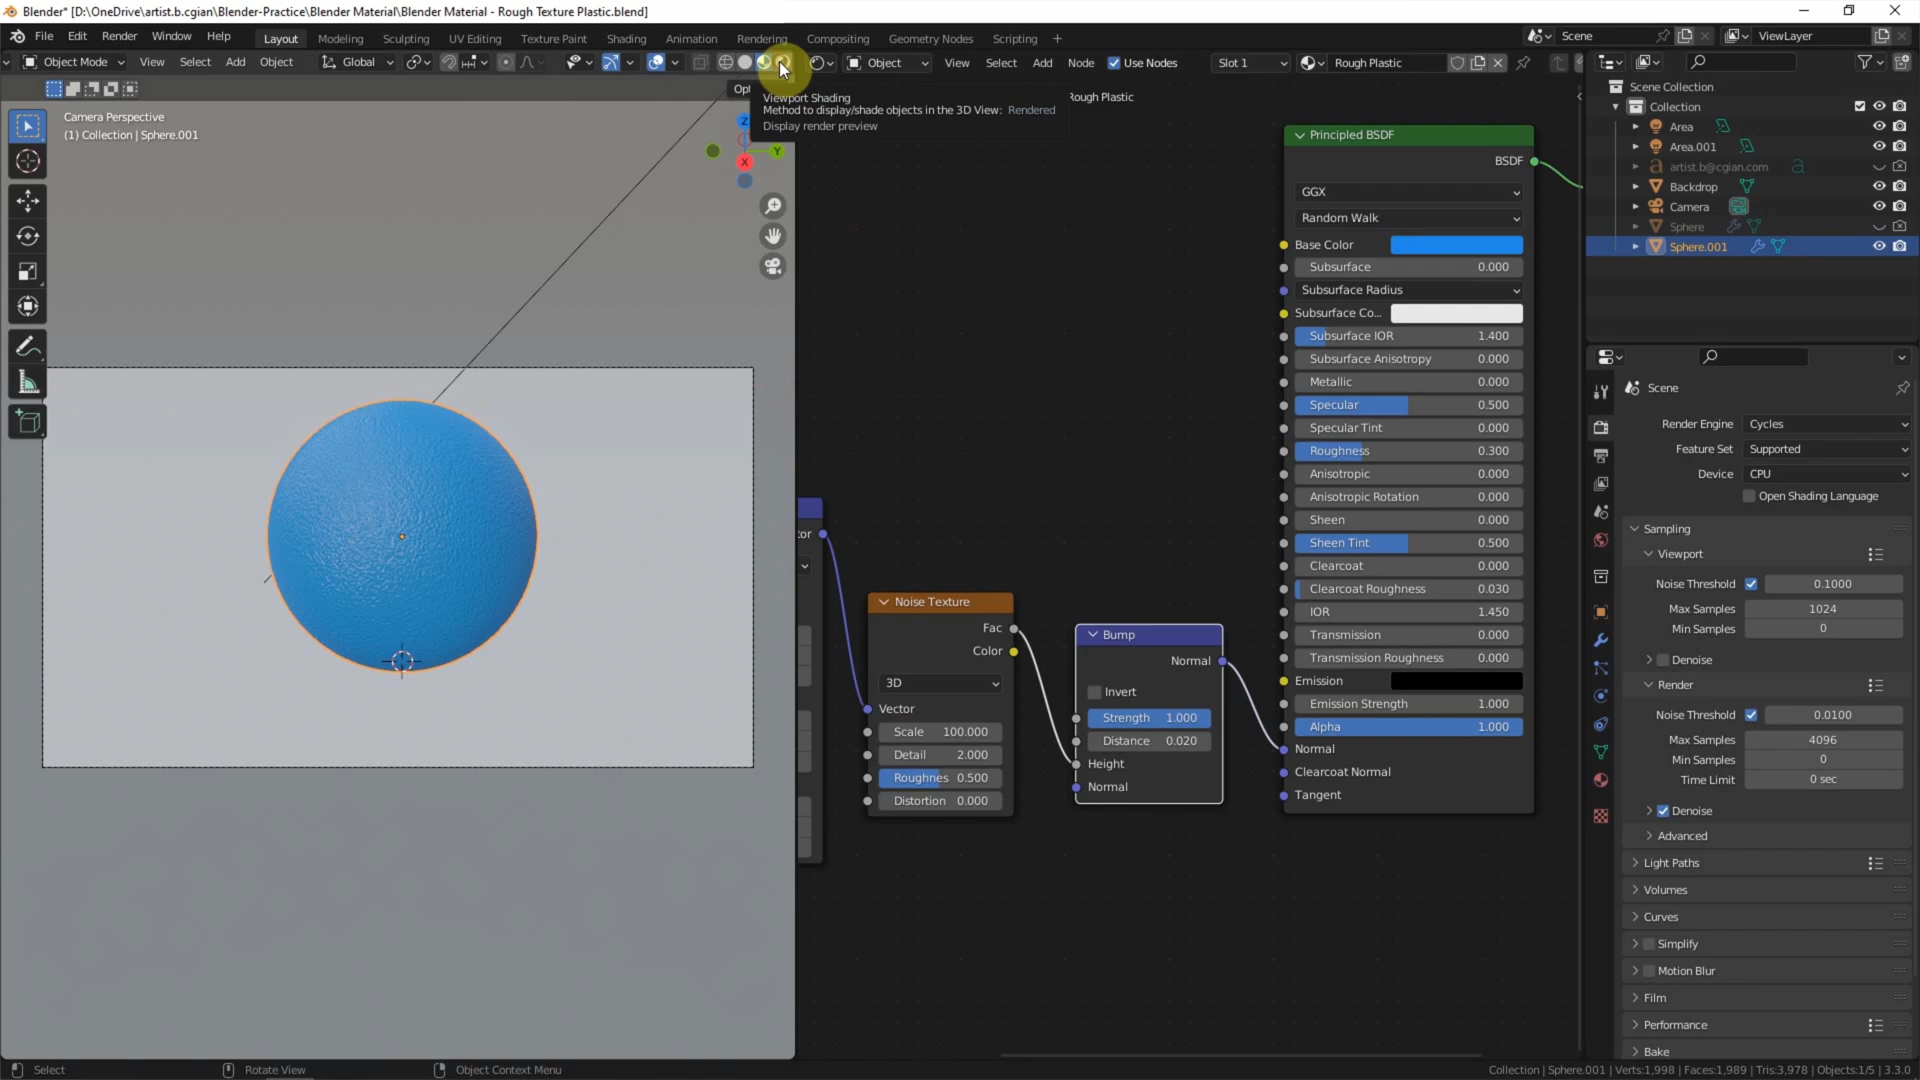 Blender* [D:\OneDrive\artist.b.cgian\Blender-Practice\Blender Material\Blender Material - Rough Texture Plastic.blend]
File Edit Render Window Help Layout Modeling Sculpting UV Editing Texture Paint Shading Animation Rendering Compositing Geometry Nodes Scripting + Scene ViewLayer
Object Mode View Select Add Object Global Object View Select Add Node Use Nodes Slot 1 Rough Plastic
Opt
Viewport Shading
Method to display/shade objects in the 3D View: Rendered
Display render preview
Rough Plastic
Camera Perspective
(1) Collection | Sphere.001
Z
Y
X
Principled BSDF
BSDF
GGX
Random Walk
Base Color
Subsurface 0.000
Subsurface Radius
Subsurface Co...
Subsurface IOR 1.400
Subsurface Anisotropy 0.000
Metallic 0.000
Specular 0.500
Specular Tint 0.000
Roughness 0.300
Anisotropic 0.000
Anisotropic Rotation 0.000
Sheen 0.000
Sheen Tint 0.500
Clearcoat 0.000
Clearcoat Roughness 0.030
IOR 1.450
Transmission 0.000
Transmission Roughness 0.000
Emission
Emission Strength 1.000
Alpha 1.000
Normal
Clearcoat Normal
Tangent
tor
Noise Texture
Fac
Color
3D
Vector
Scale 100.000
Detail 2.000
Roughnes 0.500
Distortion 0.000
Bump
Normal
Invert
Strength 1.000
Distance 0.020
Height
Normal
Scene Collection
Collection
Area
Area.001
artist.b@cgian.com
Backdrop
Camera
Sphere
Sphere.001
Scene
Render Engine Cycles
Feature Set Supported
Device CPU
Open Shading Language
Sampling
Viewport
Noise Threshold 0.1000
Max Samples 1024
Min Samples 0
Denoise
Render
Noise Threshold 0.0100
Max Samples 4096
Min Samples 0
Time Limit 0 sec
Denoise
Advanced
Light Paths
Volumes
Curves
Simplify
Motion Blur
Film
Performance
Bake
Select Rotate View Object Context Menu Collection | Sphere.001 | Verts:1,998 | Faces:1,989 | Tris:3,978 | Objects:1/5 | 3.3.0